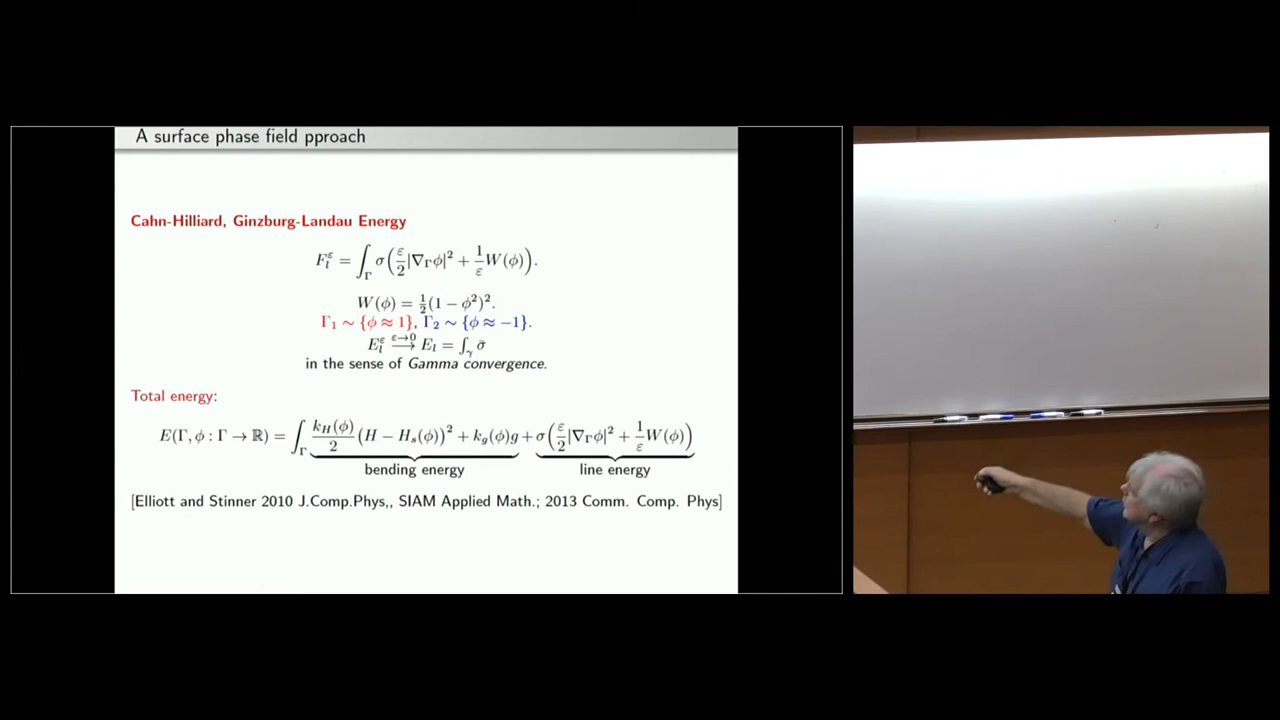 A surface phase field pproach
Cahn-Hilliard, Ginzburg-Landau Energy
F_l^ε = ∫_Γ σ(ε/2 |∇_Γ φ|² + 1/ε W(φ)).
W(φ) = ½(1 − φ²)².
Γ₁ ∼ {φ ≈ 1}, Γ₂ ∼ {φ ≈ −1}.
E_l^ε →^{ε→0} E_l = ∫_γ σ̄
in the sense of Gamma convergence.
Total energy:
E(Γ, φ : Γ → ℝ) = ∫_Γ k_H(φ)/2 (H − H_s(φ))² + k_g(φ)g + σ(ε/2 |∇_Γ φ|² + 1/ε W(φ))
bending energy line energy
[Elliott and Stinner 2010 J.Comp.Phys,, SIAM Applied Math.; 2013 Comm. Comp. Phys]